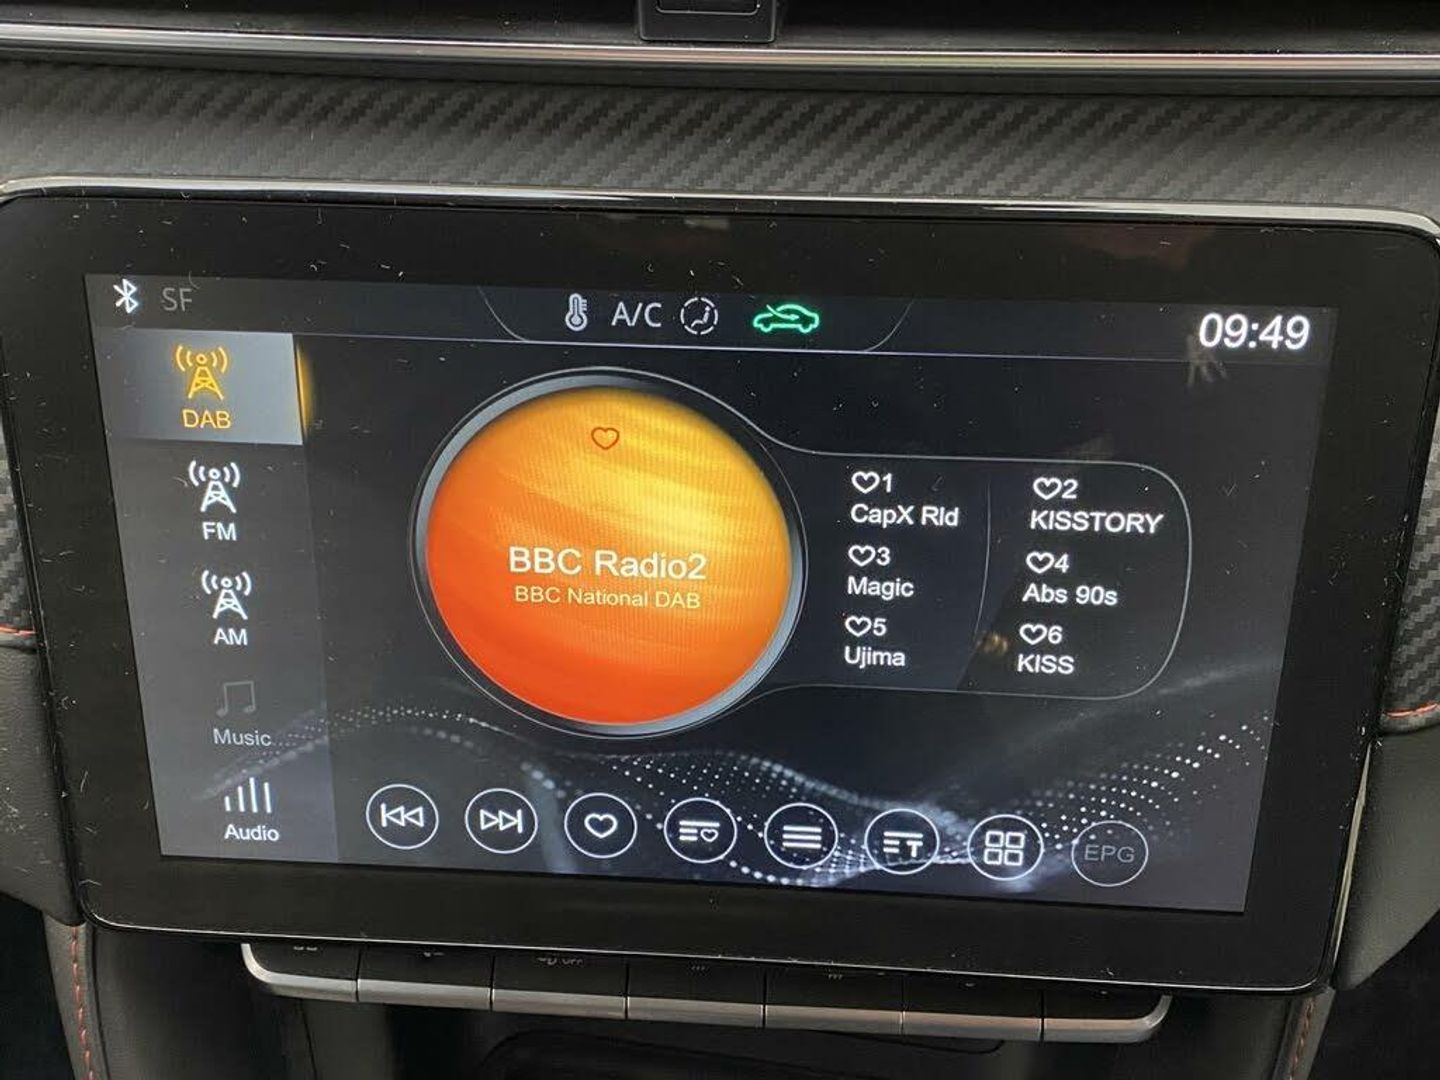 SF
A/C
09:49
DAB
FM
AM
Music
Audio
BBC Radio2
BBC National DAB
1
CapX Rld
2
KISSTORY
3
Magic
4
Abs 90s
5
Ujima
6
KISS
T
EPG